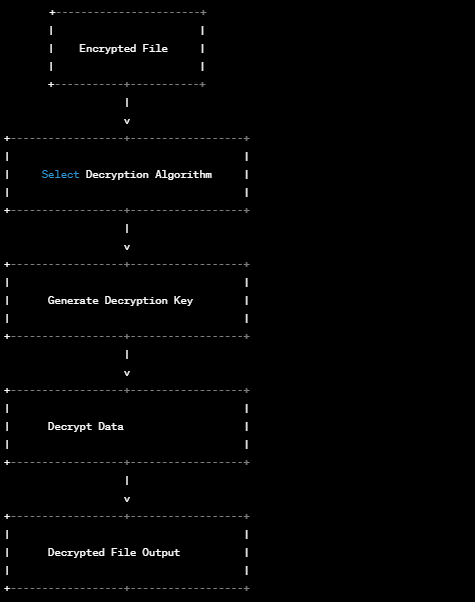 Encrypted File
Select Decryption Algorithm
Generate Decryption Key
Decrypt Data
Decrypted File Output